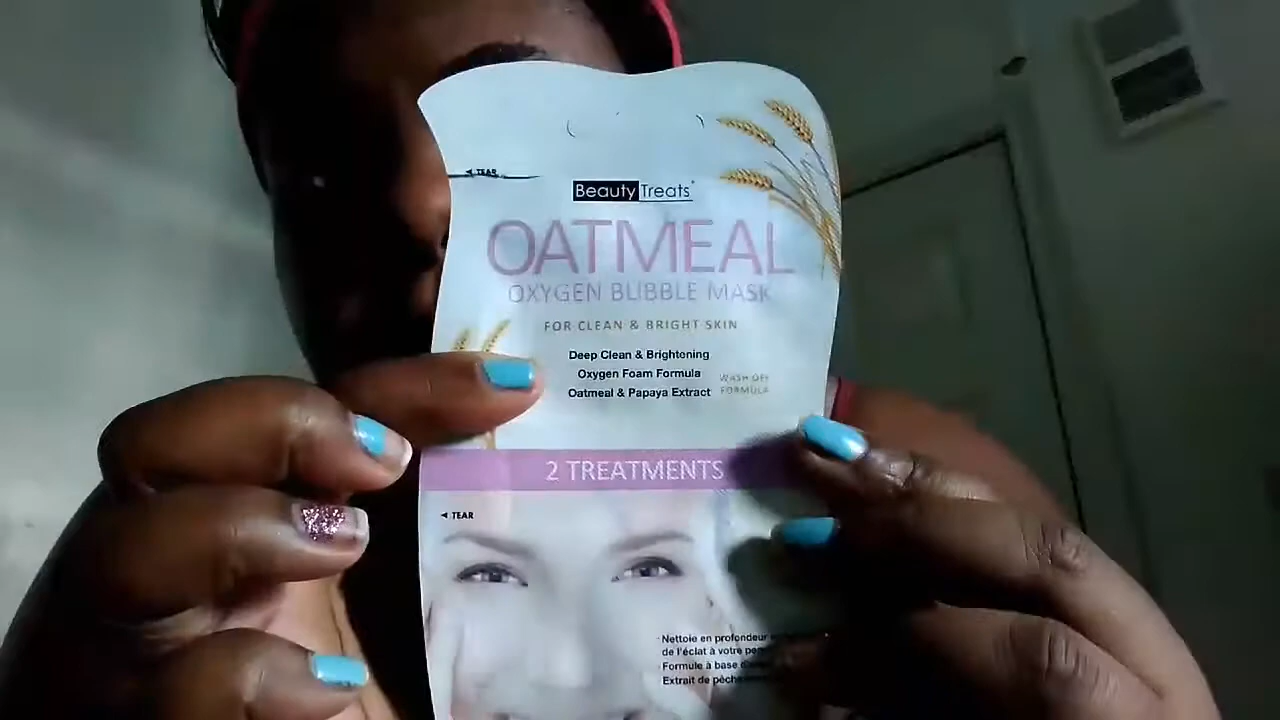 TEAR
Beauty Treats
OATMEAL
OXYGEN BUBBLE MASK
FOR CLEAN & BRIGHT SKIN
Deep Clean & Brightening
Oxygen Foam Formula
Oatmeal & Papaya Extract
WASH-OFF
FORMULA
2 TREATMENTS
TEAR
Nettoie en profondeur
de l'éclat à votre
Formule à base
Extrait de